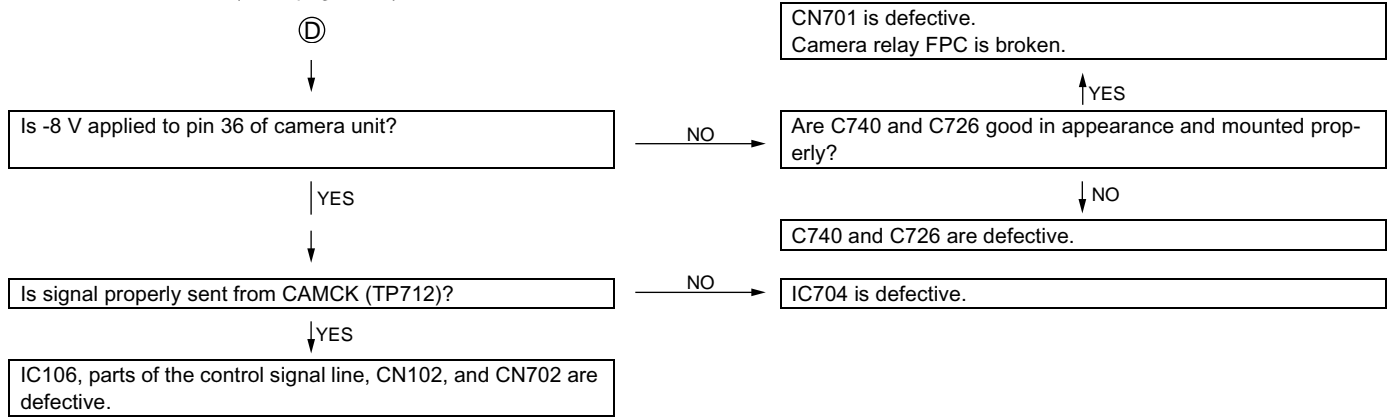 D
Is -8 V applied to pin 36 of camera unit?
NO
Are C740 and C726 good in appearance and mounted prop-
erly?
YES
CN701 is defective.
Camera relay FPC is broken.
NO
C740 and C726 are defective.
YES
Is signal properly sent from CAMCK (TP712)?
NO
IC704 is defective.
YES
IC106, parts of the control signal line, CN102, and CN702 are
defective.